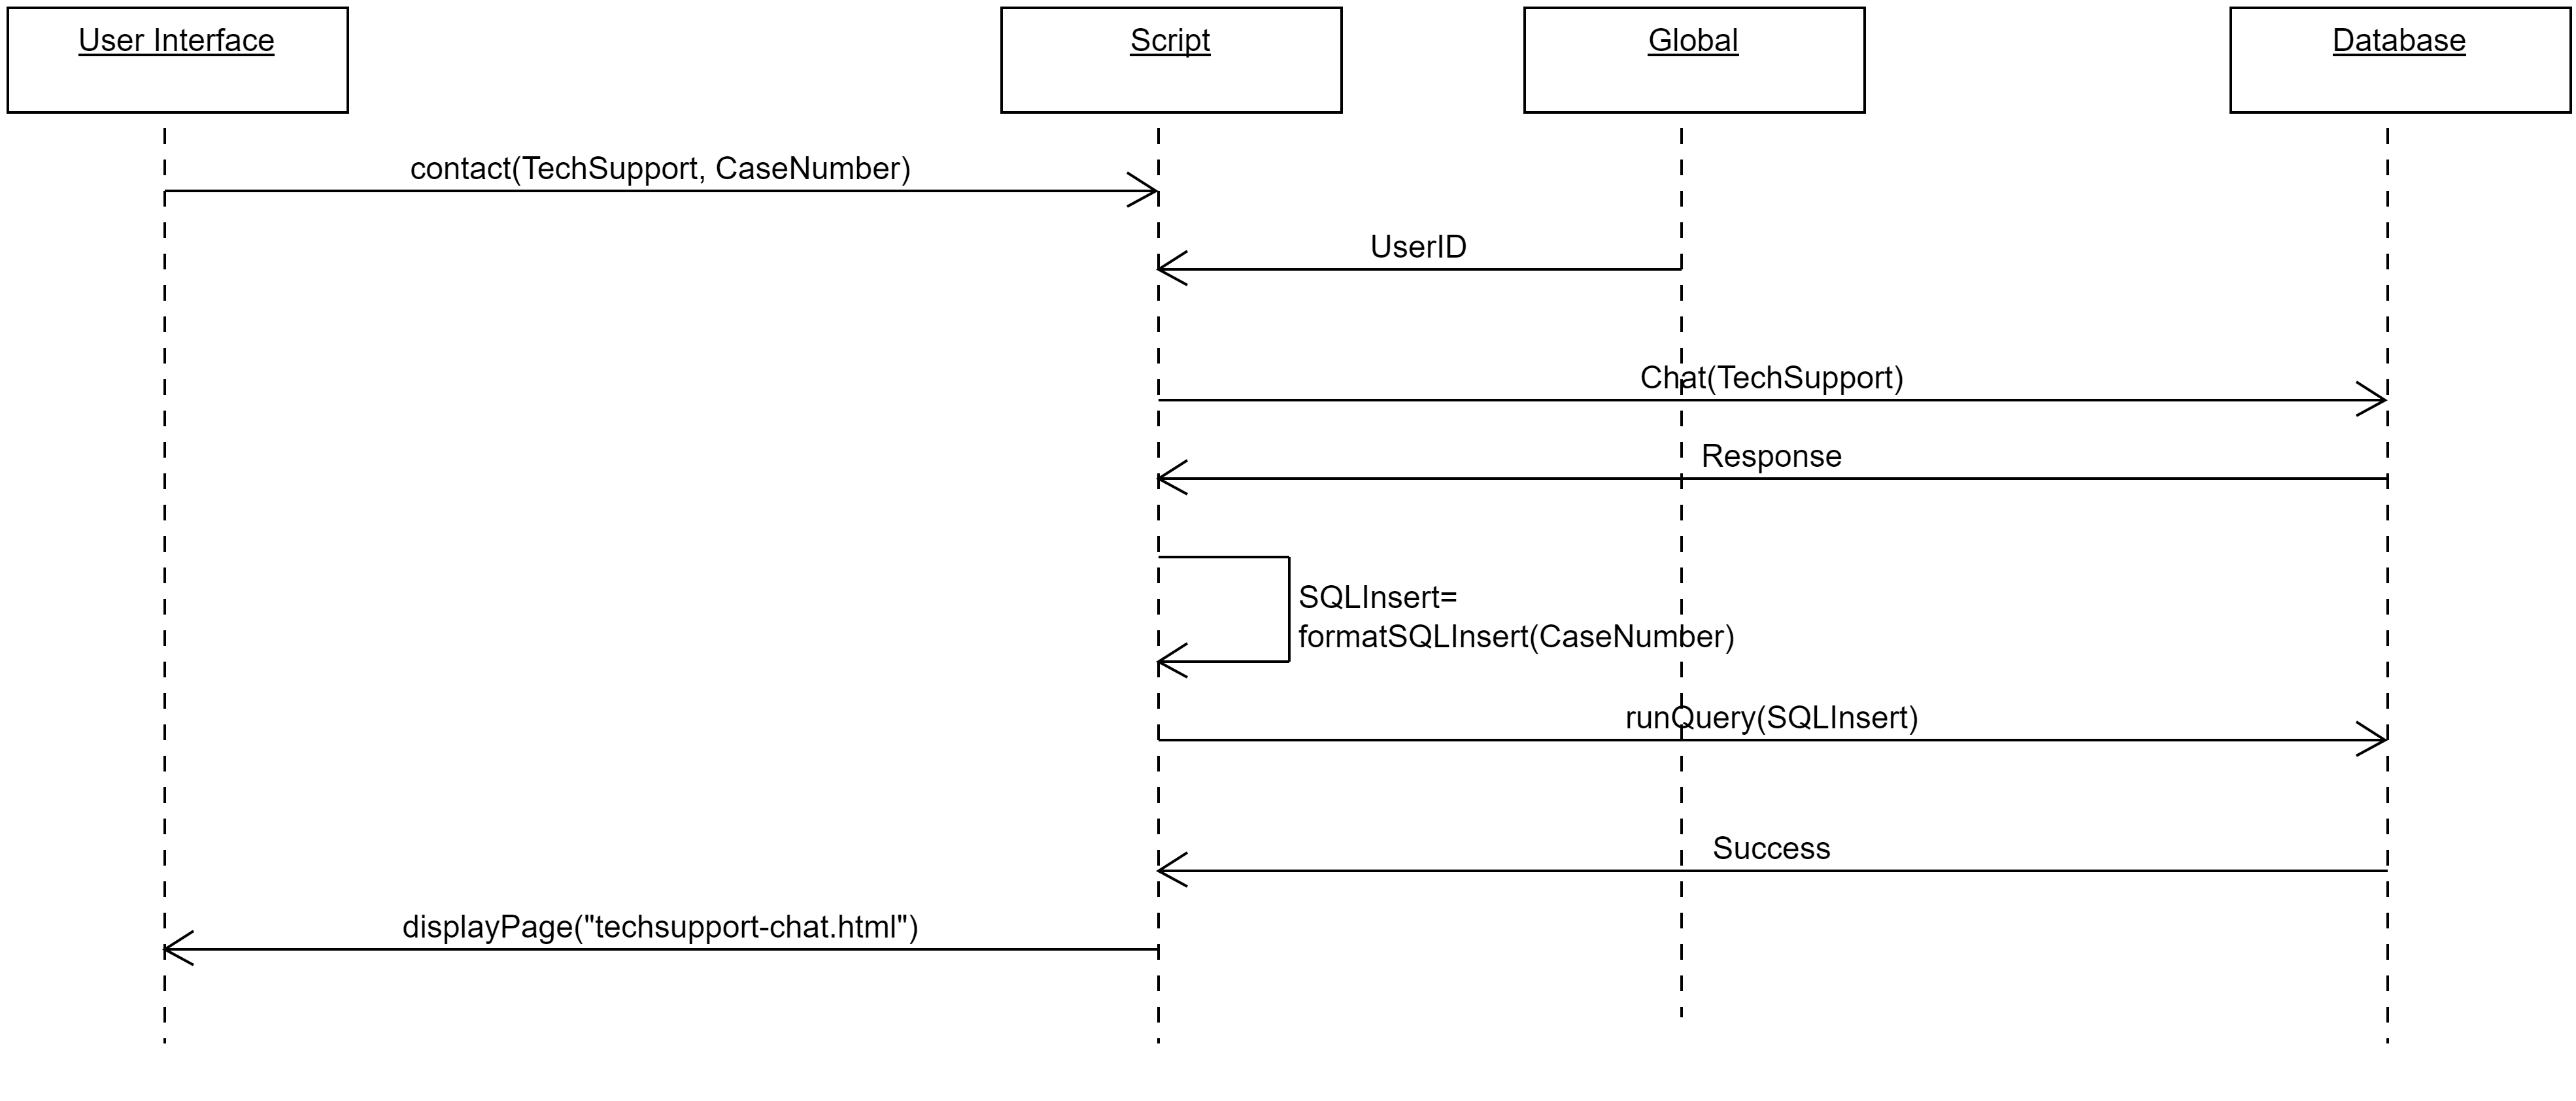 User Interface
Script
Global
Database
contact(TechSupport, CaseNumber)
UserID
Chat(TechSupport)
Response
SQLInsert=
formatSQLInsert(CaseNumber)
runQuery(SQLInsert)
Success
displayPage("techsupport-chat.html")